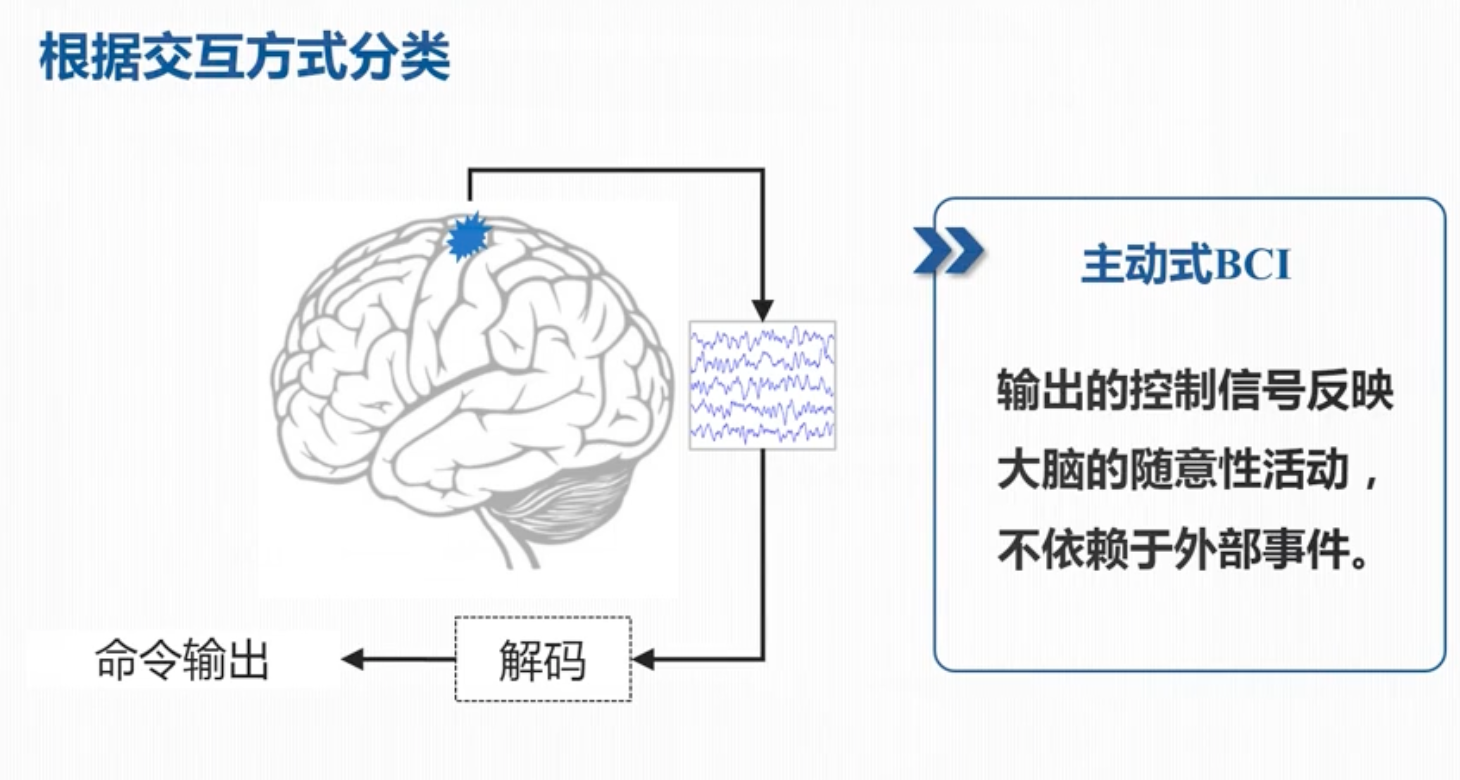 根据交互方式分类
主动式BCI
输出的控制信号反映
大脑的随意性活动，
不依赖于外部事件。
解码
命令输出